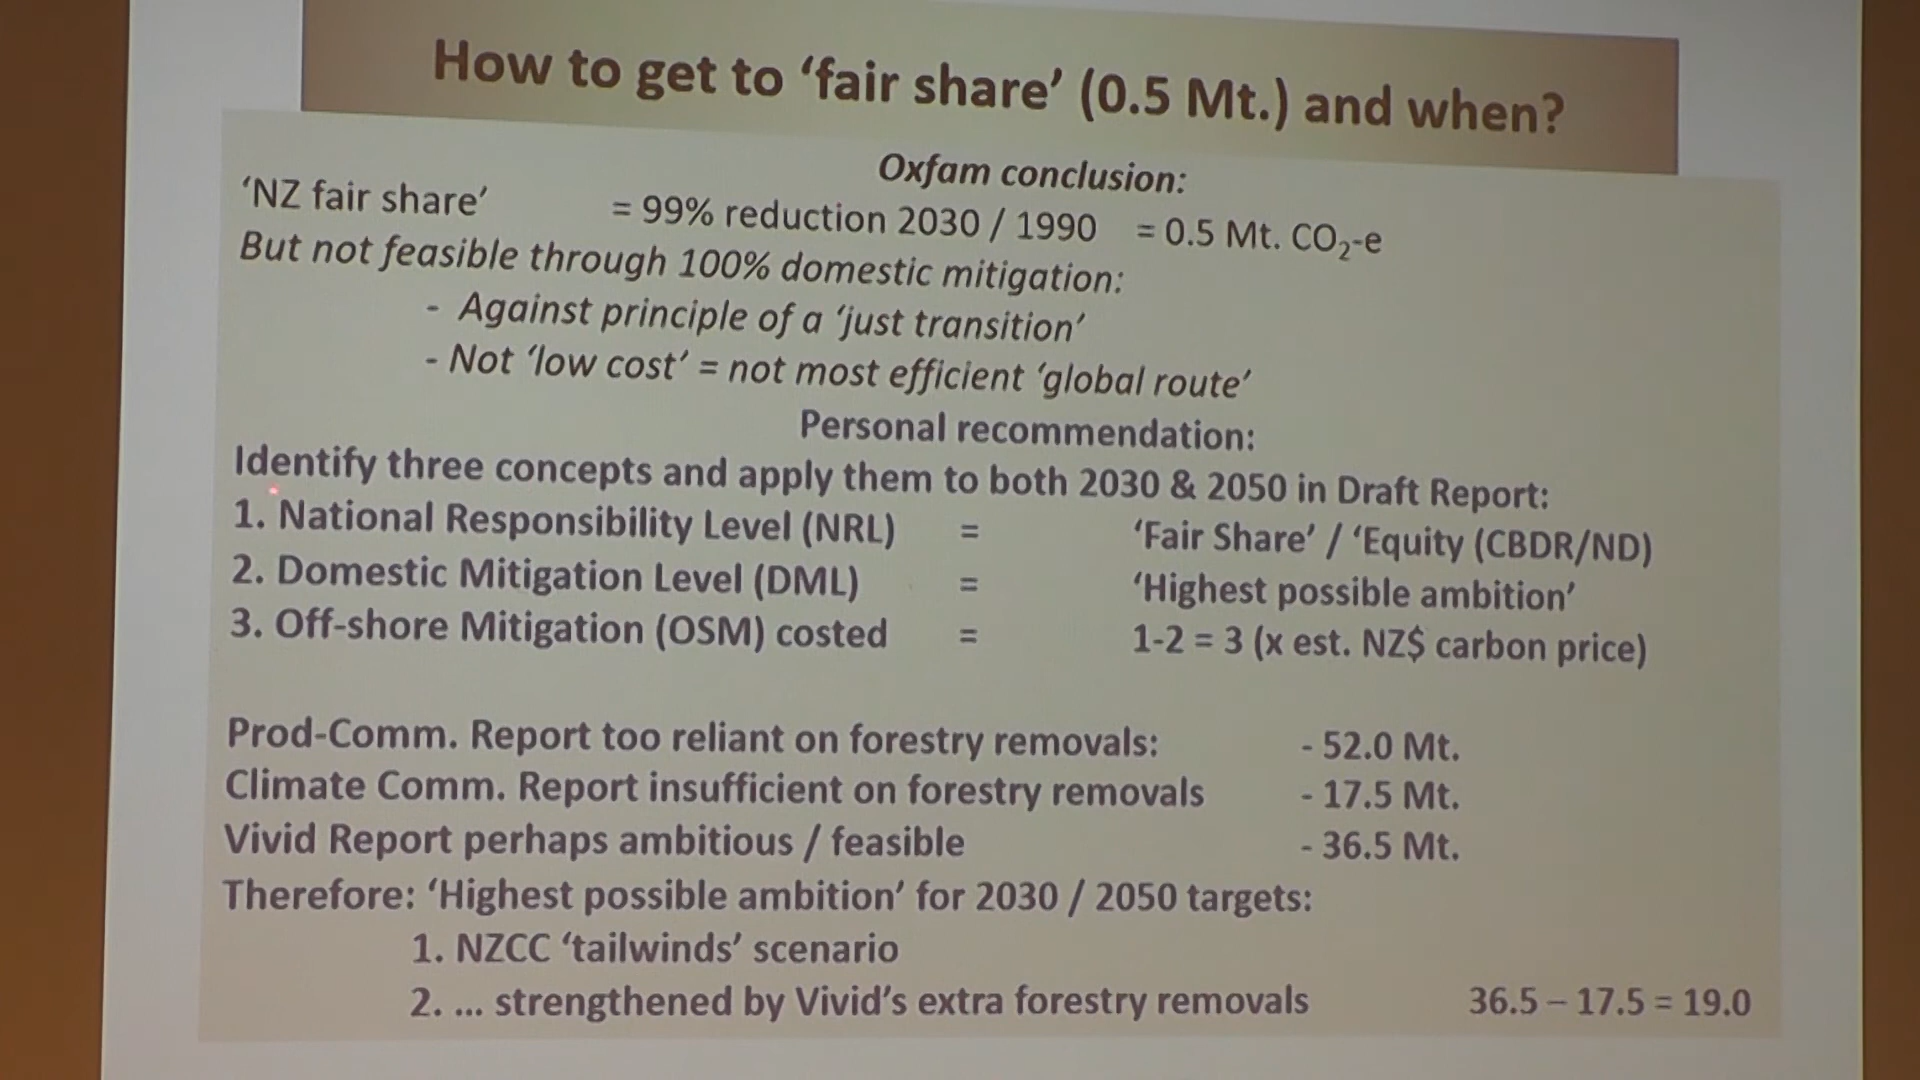 How to get to ‘fair share’ (0.5 Mt.) and when?
Oxfam conclusion:
‘NZ fair share’ = 99% reduction 2030 / 1990 = 0.5 Mt. CO₂-e
But not feasible through 100% domestic mitigation:
- Against principle of a ‘just transition’
- Not ‘low cost’ = not most efficient ‘global route’
Personal recommendation:
Identify three concepts and apply them to both 2030 & 2050 in Draft Report:
1. National Responsibility Level (NRL) = ‘Fair Share’ / ‘Equity (CBDR/ND)
2. Domestic Mitigation Level (DML) = ‘Highest possible ambition’
3. Off-shore Mitigation (OSM) costed = 1-2 = 3 (x est. NZ$ carbon price)
Prod-Comm. Report too reliant on forestry removals: - 52.0 Mt.
Climate Comm. Report insufficient on forestry removals - 17.5 Mt.
Vivid Report perhaps ambitious / feasible - 36.5 Mt.
Therefore: ‘Highest possible ambition’ for 2030 / 2050 targets:
1. NZCC ‘tailwinds’ scenario
2. ... strengthened by Vivid’s extra forestry removals 36.5 – 17.5 = 19.0